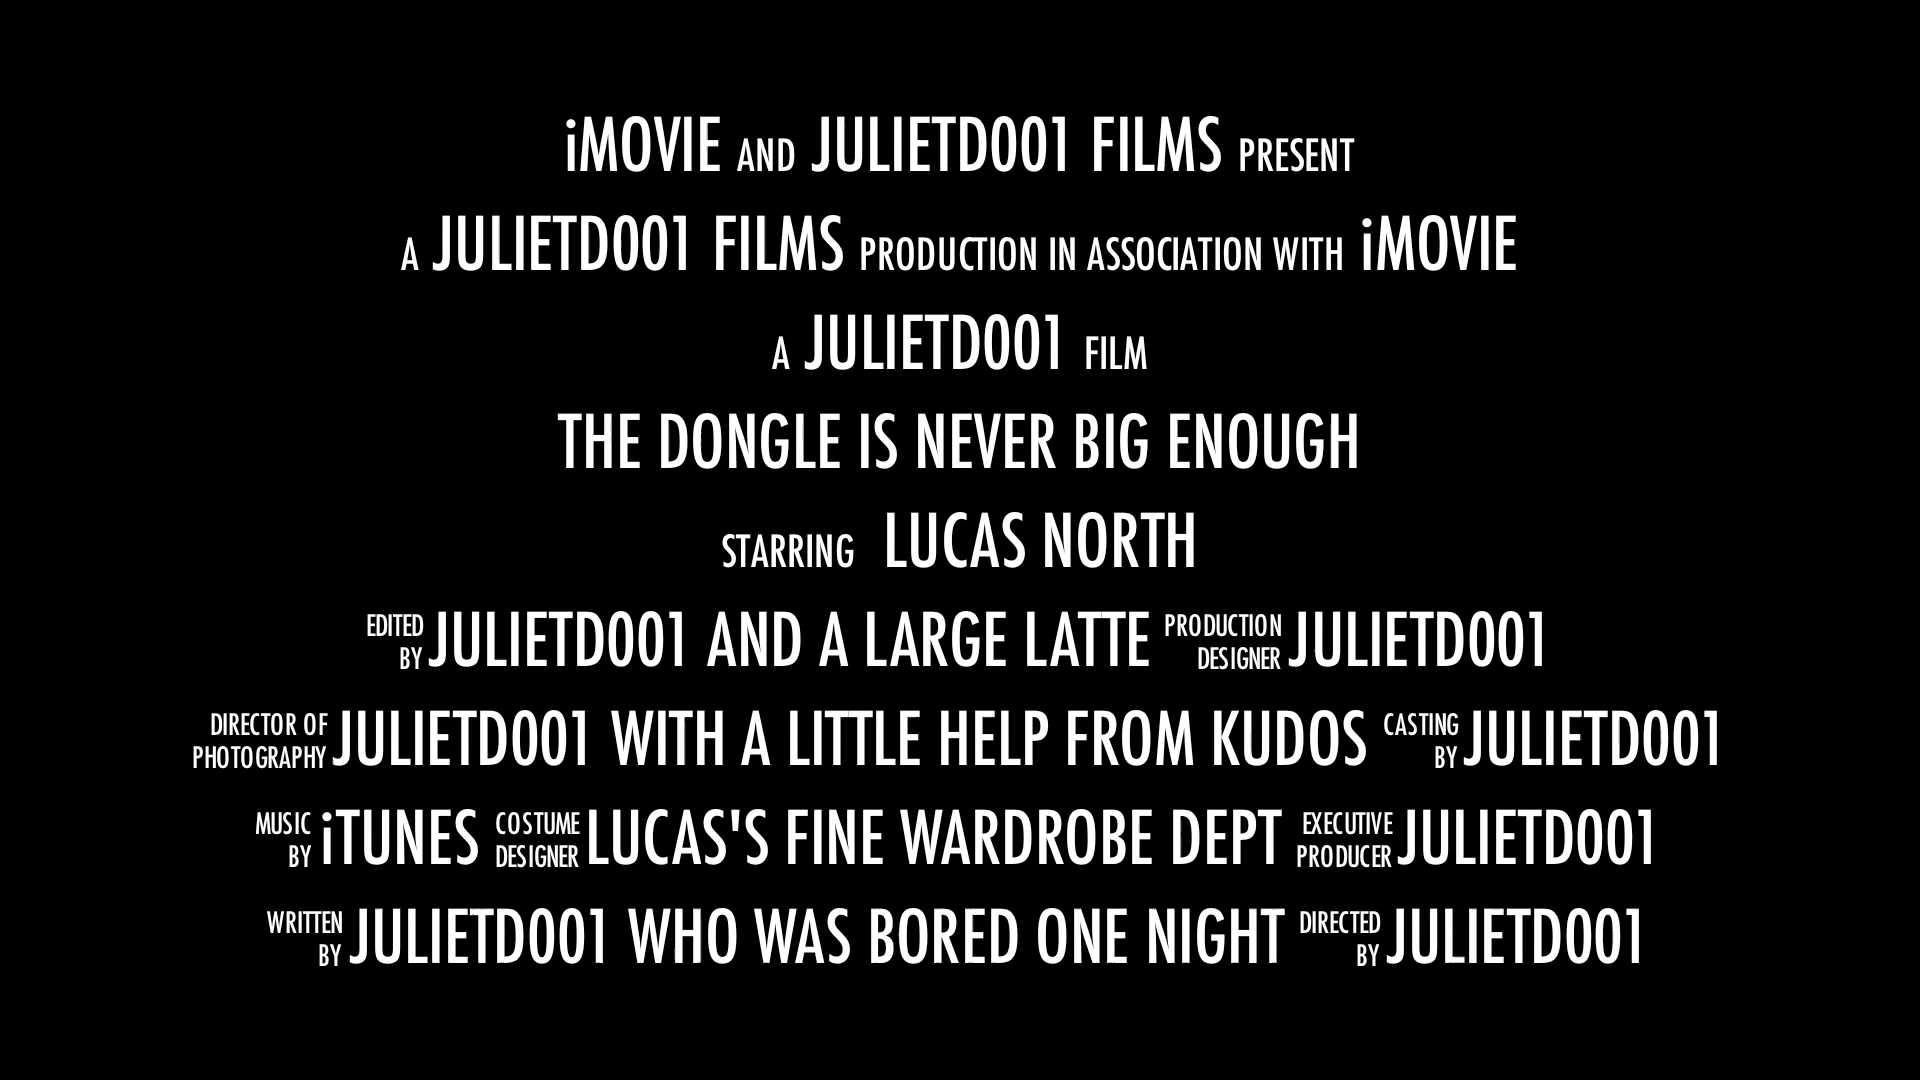 iMOVIE AND JULIETD001 FILMS PRESENT
A JULIETD001 FILMS PRODUCTION IN ASSOCIATION WITH iMOVIE
A JULIETD001 FILM
THE DONGLE IS NEVER BIG ENOUGH
STARRING LUCAS NORTH
EDITED BY JULIETD001 AND A LARGE LATTE PRODUCTION DESIGNER JULIETD001
DIRECTOR OF PHOTOGRAPHY JULIETD001 WITH A LITTLE HELP FROM KUDOS CASTING BY JULIETD001
MUSIC BY iTUNES COSTUME DESIGNER LUCAS'S FINE WARDROBE DEPT EXECUTIVE PRODUCER JULIETD001
WRITTEN BY JULIETD001 WHO WAS BORED ONE NIGHT DIRECTED BY JULIETD001